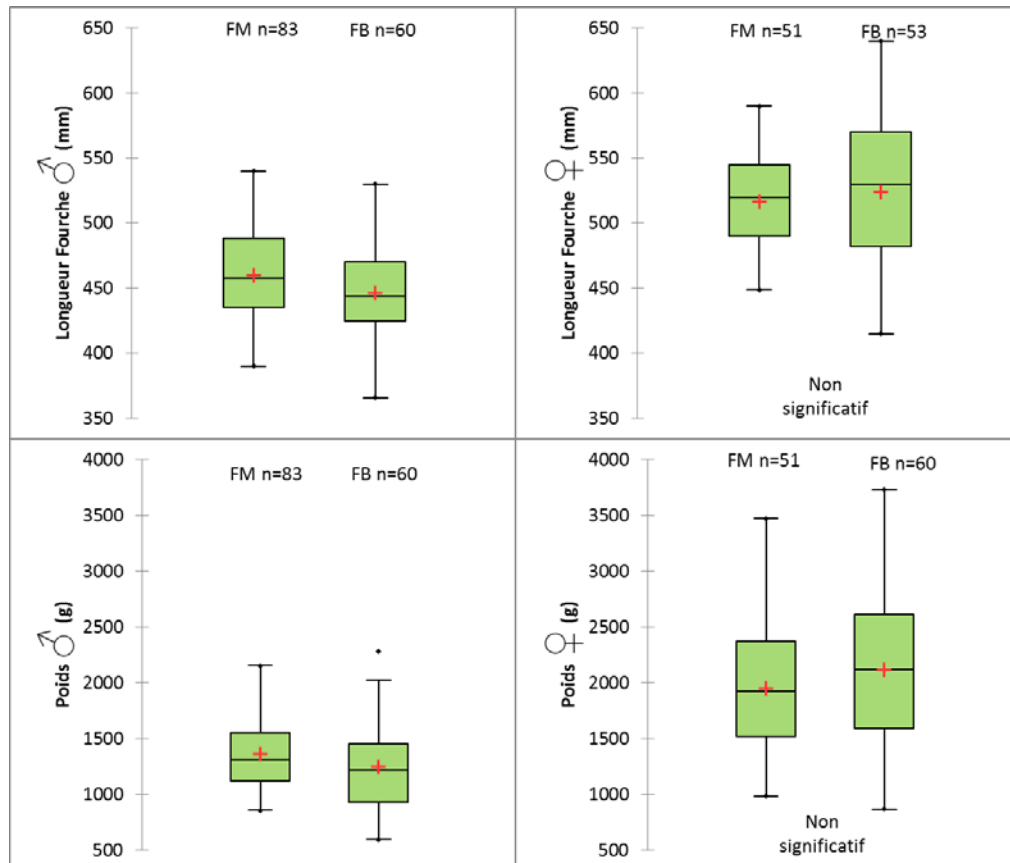 FM n=83 FB n=60
650
600
550
500
450
400
350
Longueur Fourche ♂ (mm)
FM n=51 FB n=53
650
600
550
500
450
400
350
Longueur Fourche ♀ (mm)
Non
significatif
FM n=83 FB n=60
4000
3500
3000
2500
2000
1500
1000
500
Poids ♂ (g)
FM n=51 FB n=60
4000
3500
3000
2500
2000
1500
1000
500
Poids ♀ (g)
Non
significatif